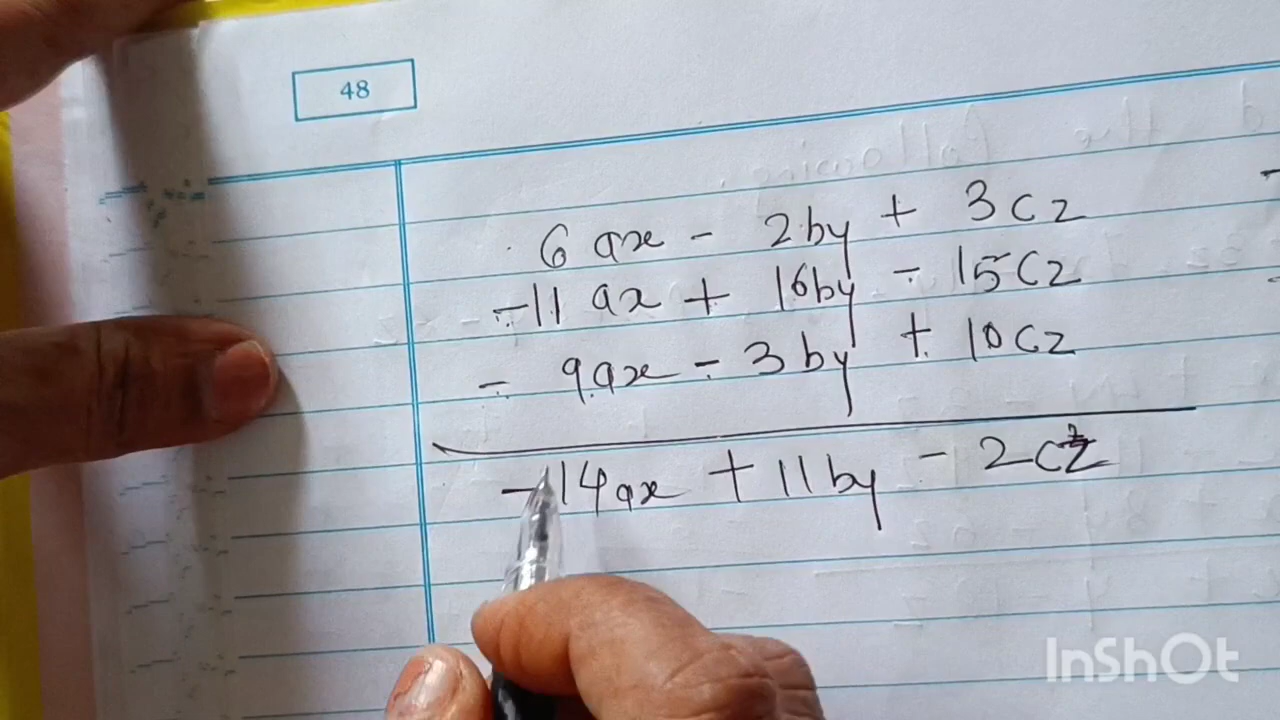 48
6ax - 2by + 3cz
-11ax + 16by - 15cz
- 9ax - 3by + 10cz
-14ax + 11by - 2cz
InShOt